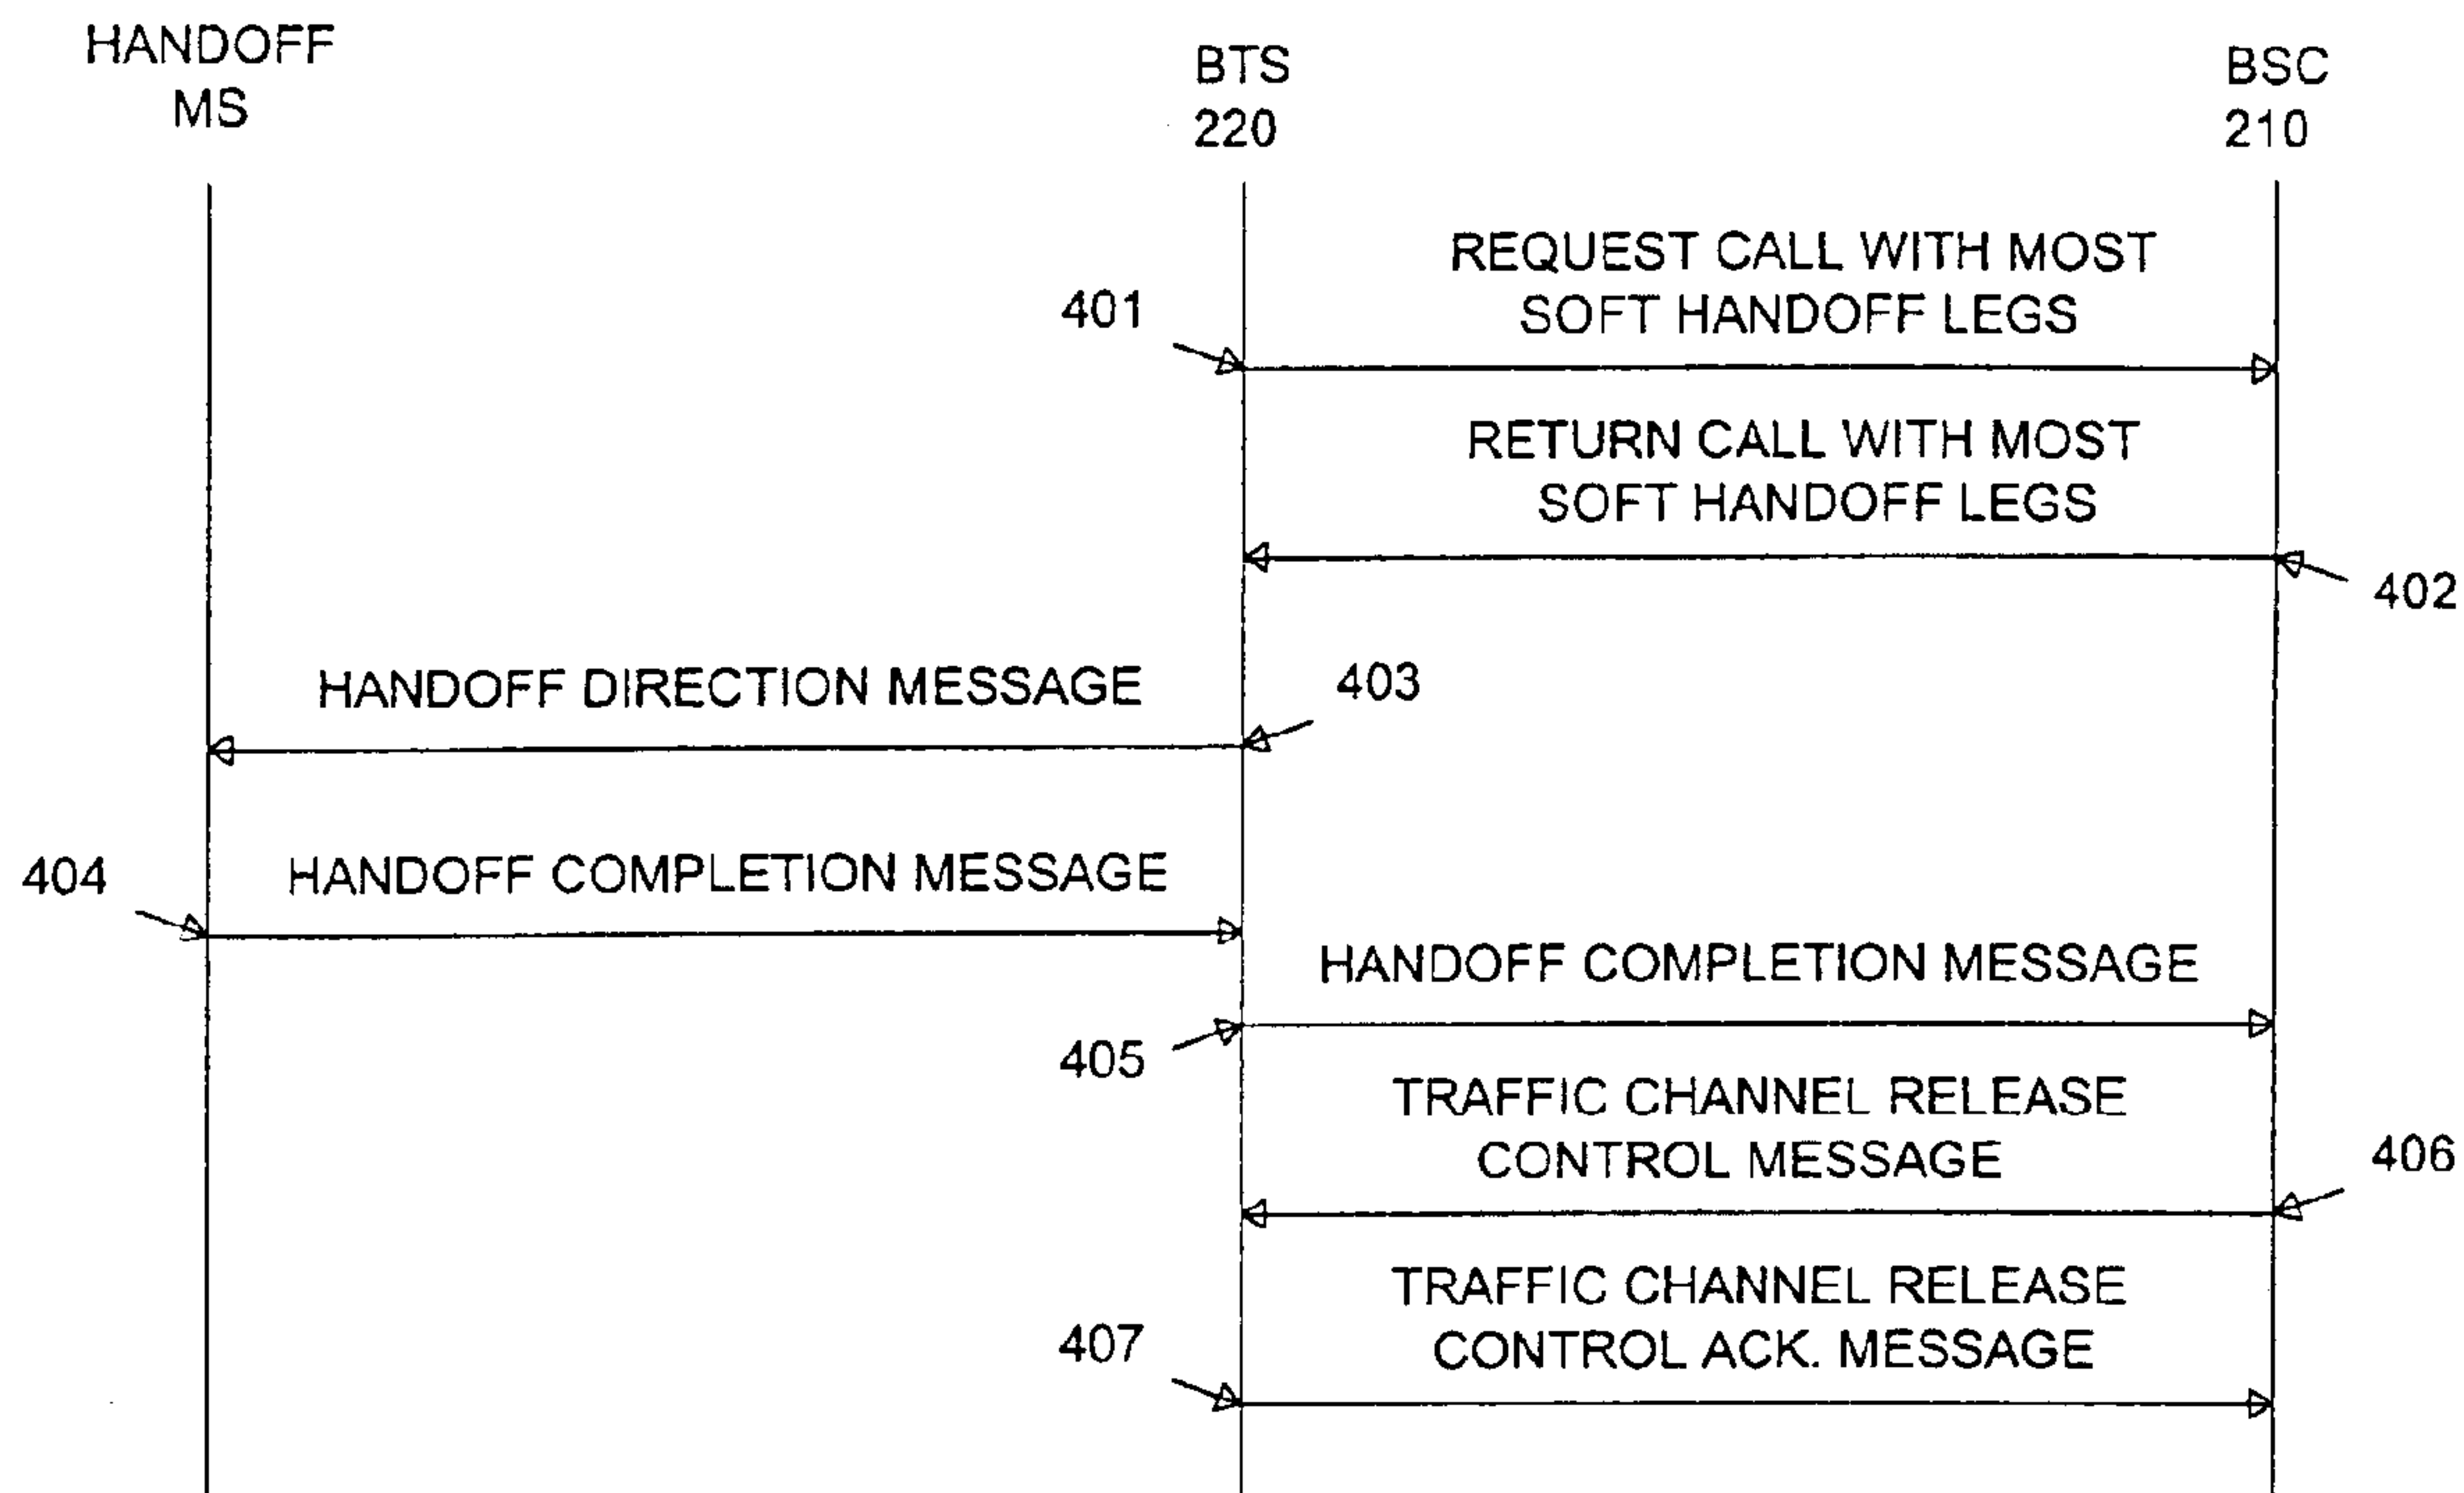 HANDOFF
MS
BTS
220
BSC
210
REQUEST CALL WITH MOST
SOFT HANDOFF LEGS
401
RETURN CALL WITH MOST
SOFT HANDOFF LEGS
402
HANDOFF DIRECTION MESSAGE
403
404
HANDOFF COMPLETION MESSAGE
HANDOFF COMPLETION MESSAGE
405
TRAFFIC CHANNEL RELEASE
CONTROL MESSAGE
406
TRAFFIC CHANNEL RELEASE
CONTROL ACK. MESSAGE
407